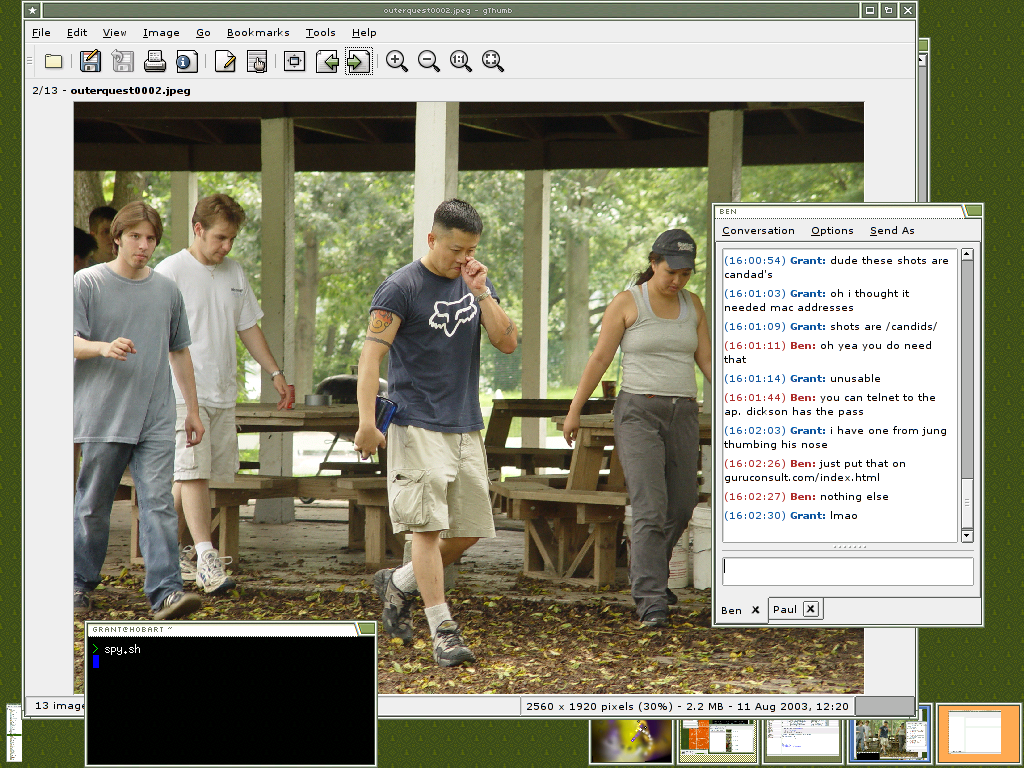 outerquest0002.jpeg - gThumb
File Edit View Image Go Bookmarks Tools Help
2/13 - outerquest0002.jpeg
BEN
Conversation Options Send As
(16:00:54) Grant: dude these shots are
candad's
(16:01:03) Grant: oh i thought it
needed mac addresses
(16:01:09) Grant: shots are /candids/
(16:01:11) Ben: oh yea you do need
that
(16:01:14) Grant: unusable
(16:01:44) Ben: you can telnet to the
ap. dickson has the pass
(16:02:03) Grant: i have one from jung
thumbing his nose
(16:02:26) Ben: just put that on
guruconsult.com/index.html
(16:02:27) Ben: nothing else
(16:02:30) Grant: lmao
Ben x Paul x
GRANT@HOBART ~
> spy.sh
13 image
2560 x 1920 pixels (30%) - 2.2 MB - 11 Aug 2003, 12:20